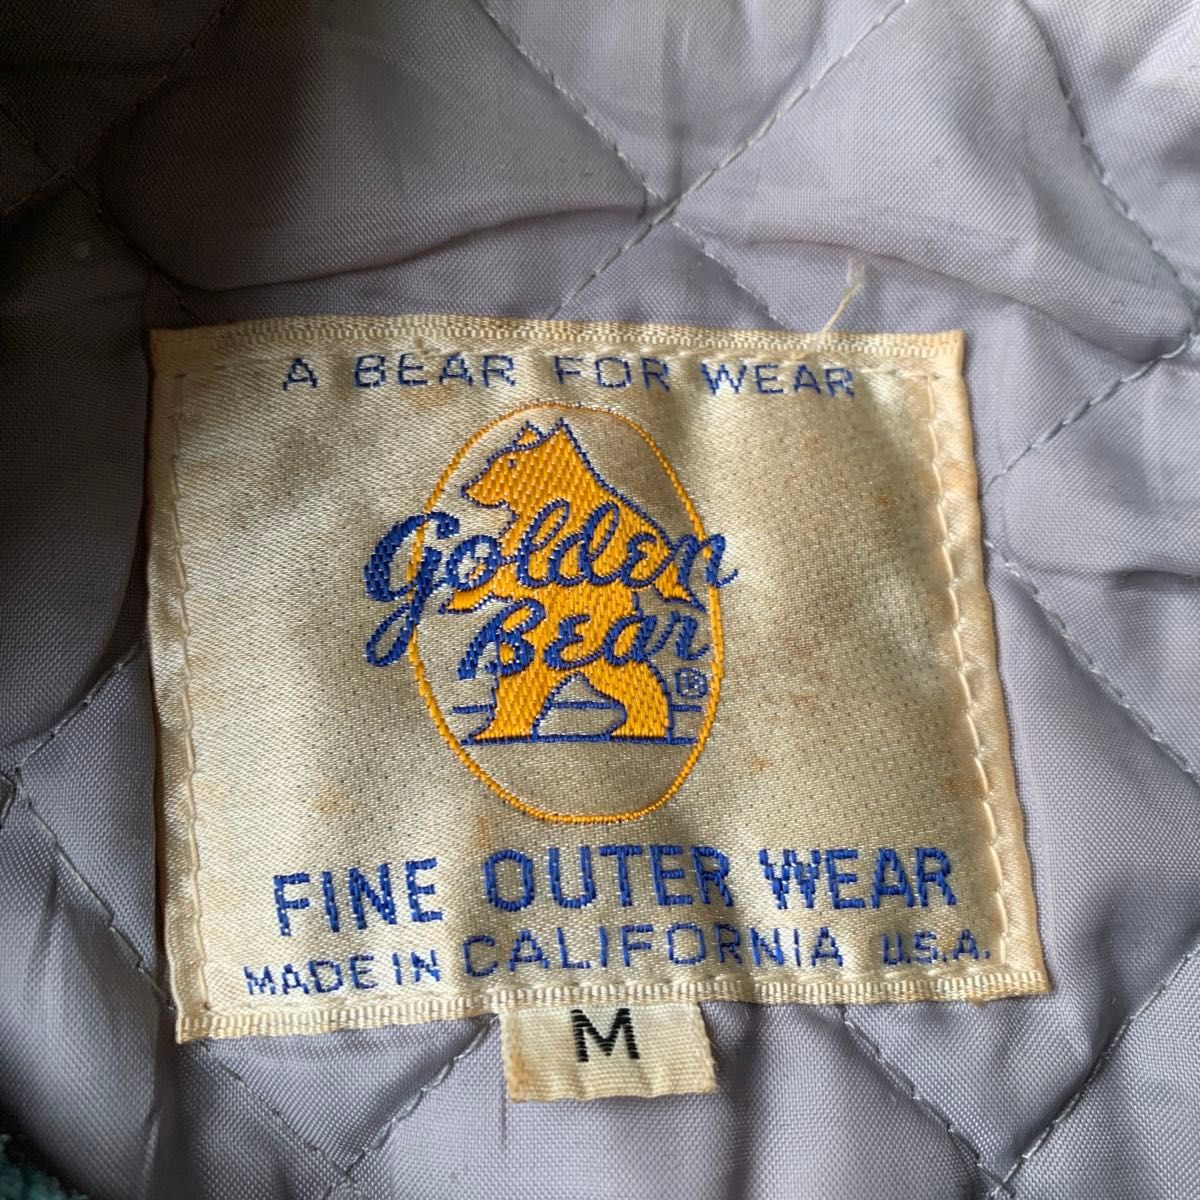 A BEAR FOR WEAR
Golden
Bear
®
FINE OUTER WEAR
MADE IN CALIFORNIA U.S.A.
M